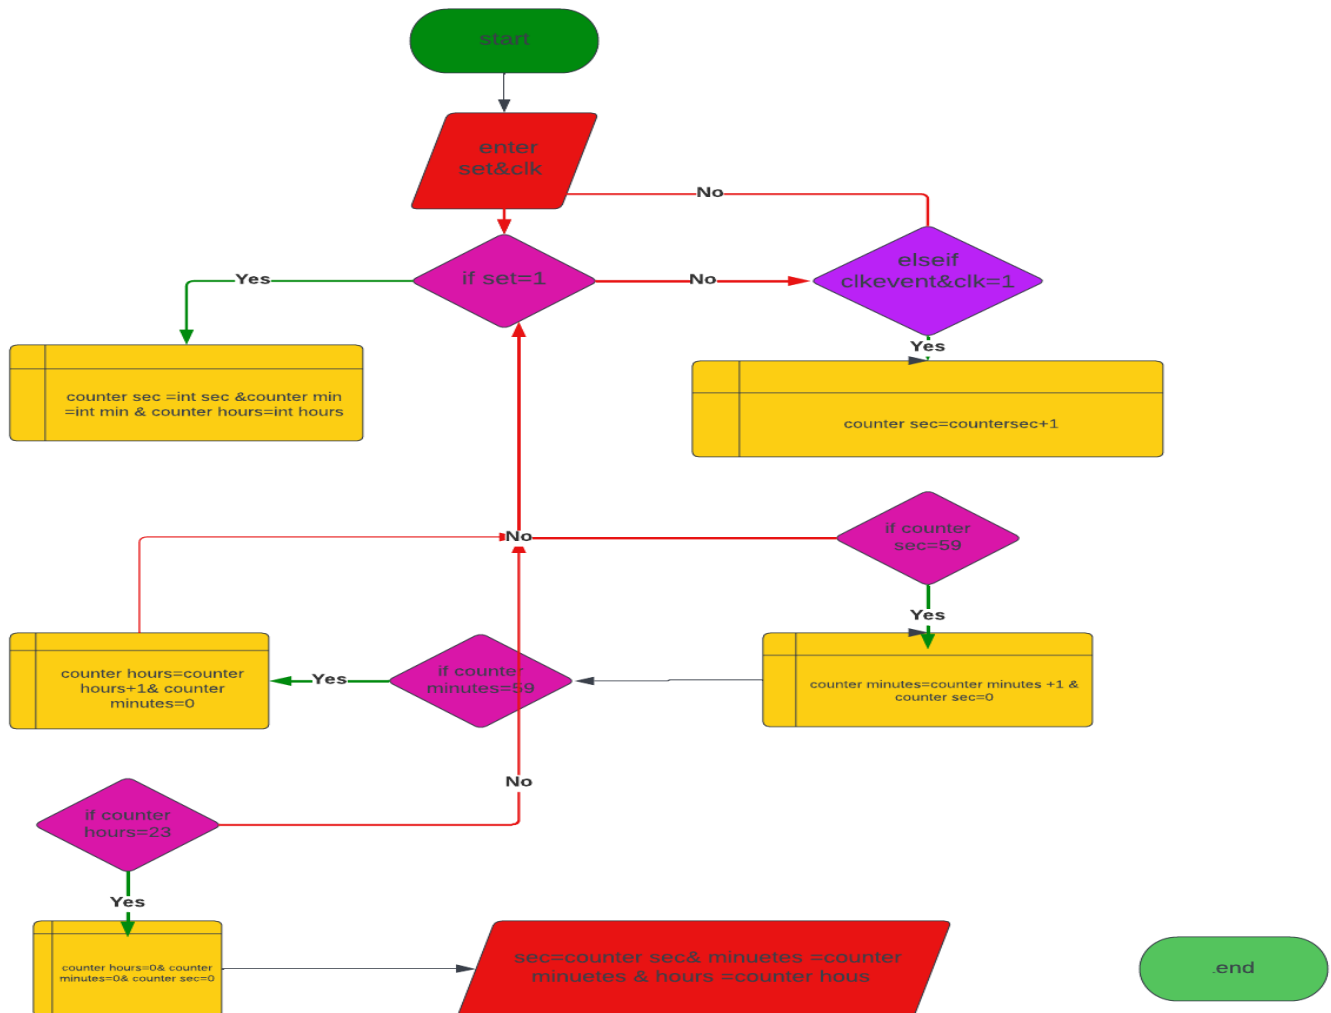 start
enter
set&clk
No
if set=1
Yes
No
elseif
clkevent&clk=1
Yes
counter sec =int sec &counter min
=int min & counter hours=int hours
counter sec=countersec+1
No
if counter
sec=59
Yes
counter hours=counter
hours+1& counter
minutes=0
Yes
if counter
minutes=59
counter minutes=counter minutes +1 &
counter sec=0
No
if counter
hours=23
Yes
counter hours=0& counter
minutes=0& counter sec=0
sec=counter sec& minuetes =counter
minuetes & hours =counter hous
.end